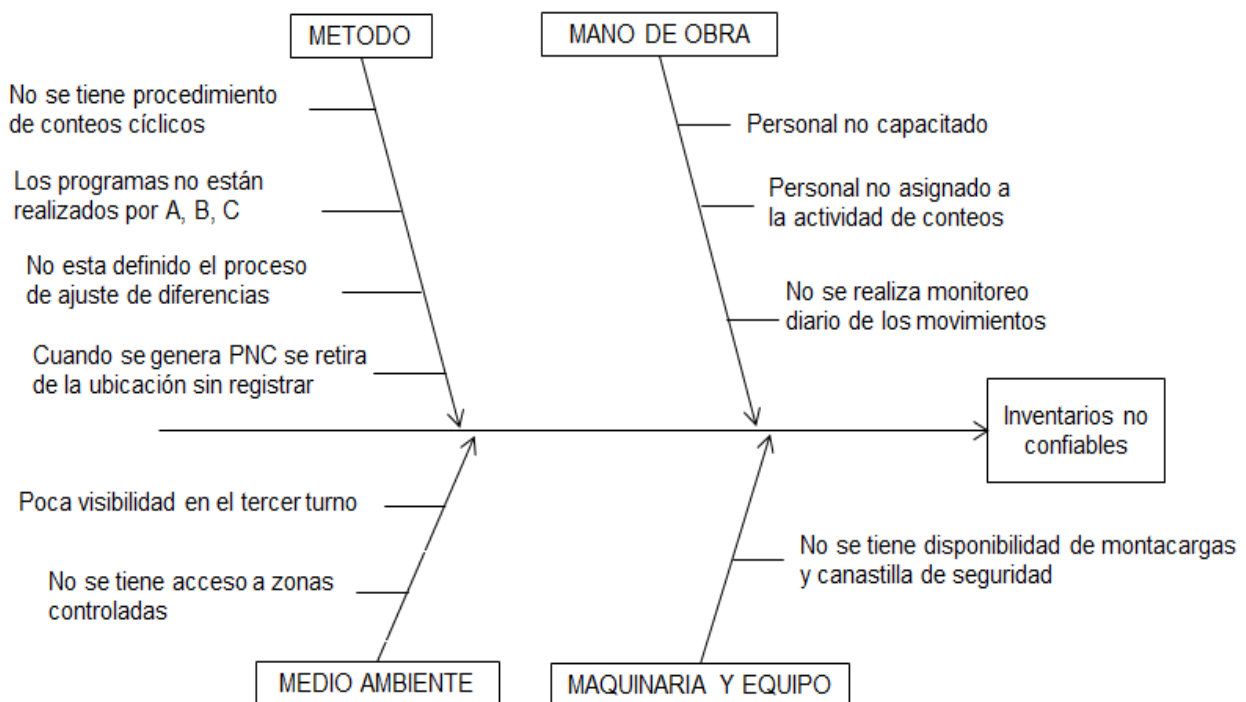 METODO
MANO DE OBRA
No se tiene procedimiento
de conteos cíclicos
Los programas no están
realizados por A, B, C
No esta definido el proceso
de ajuste de diferencias
Cuando se genera PNC se retira
de la ubicación sin registrar
Personal no capacitado
Personal no asignado a
la actividad de conteos
No se realiza monitoreo
diario de los movimientos
Inventarios no
confiables
Poca visibilidad en el tercer turno
No se tiene acceso a zonas
controladas
No se tiene disponibilidad de montacargas
y canastilla de seguridad
MEDIO AMBIENTE
MAQUINARIA Y EQUIPO